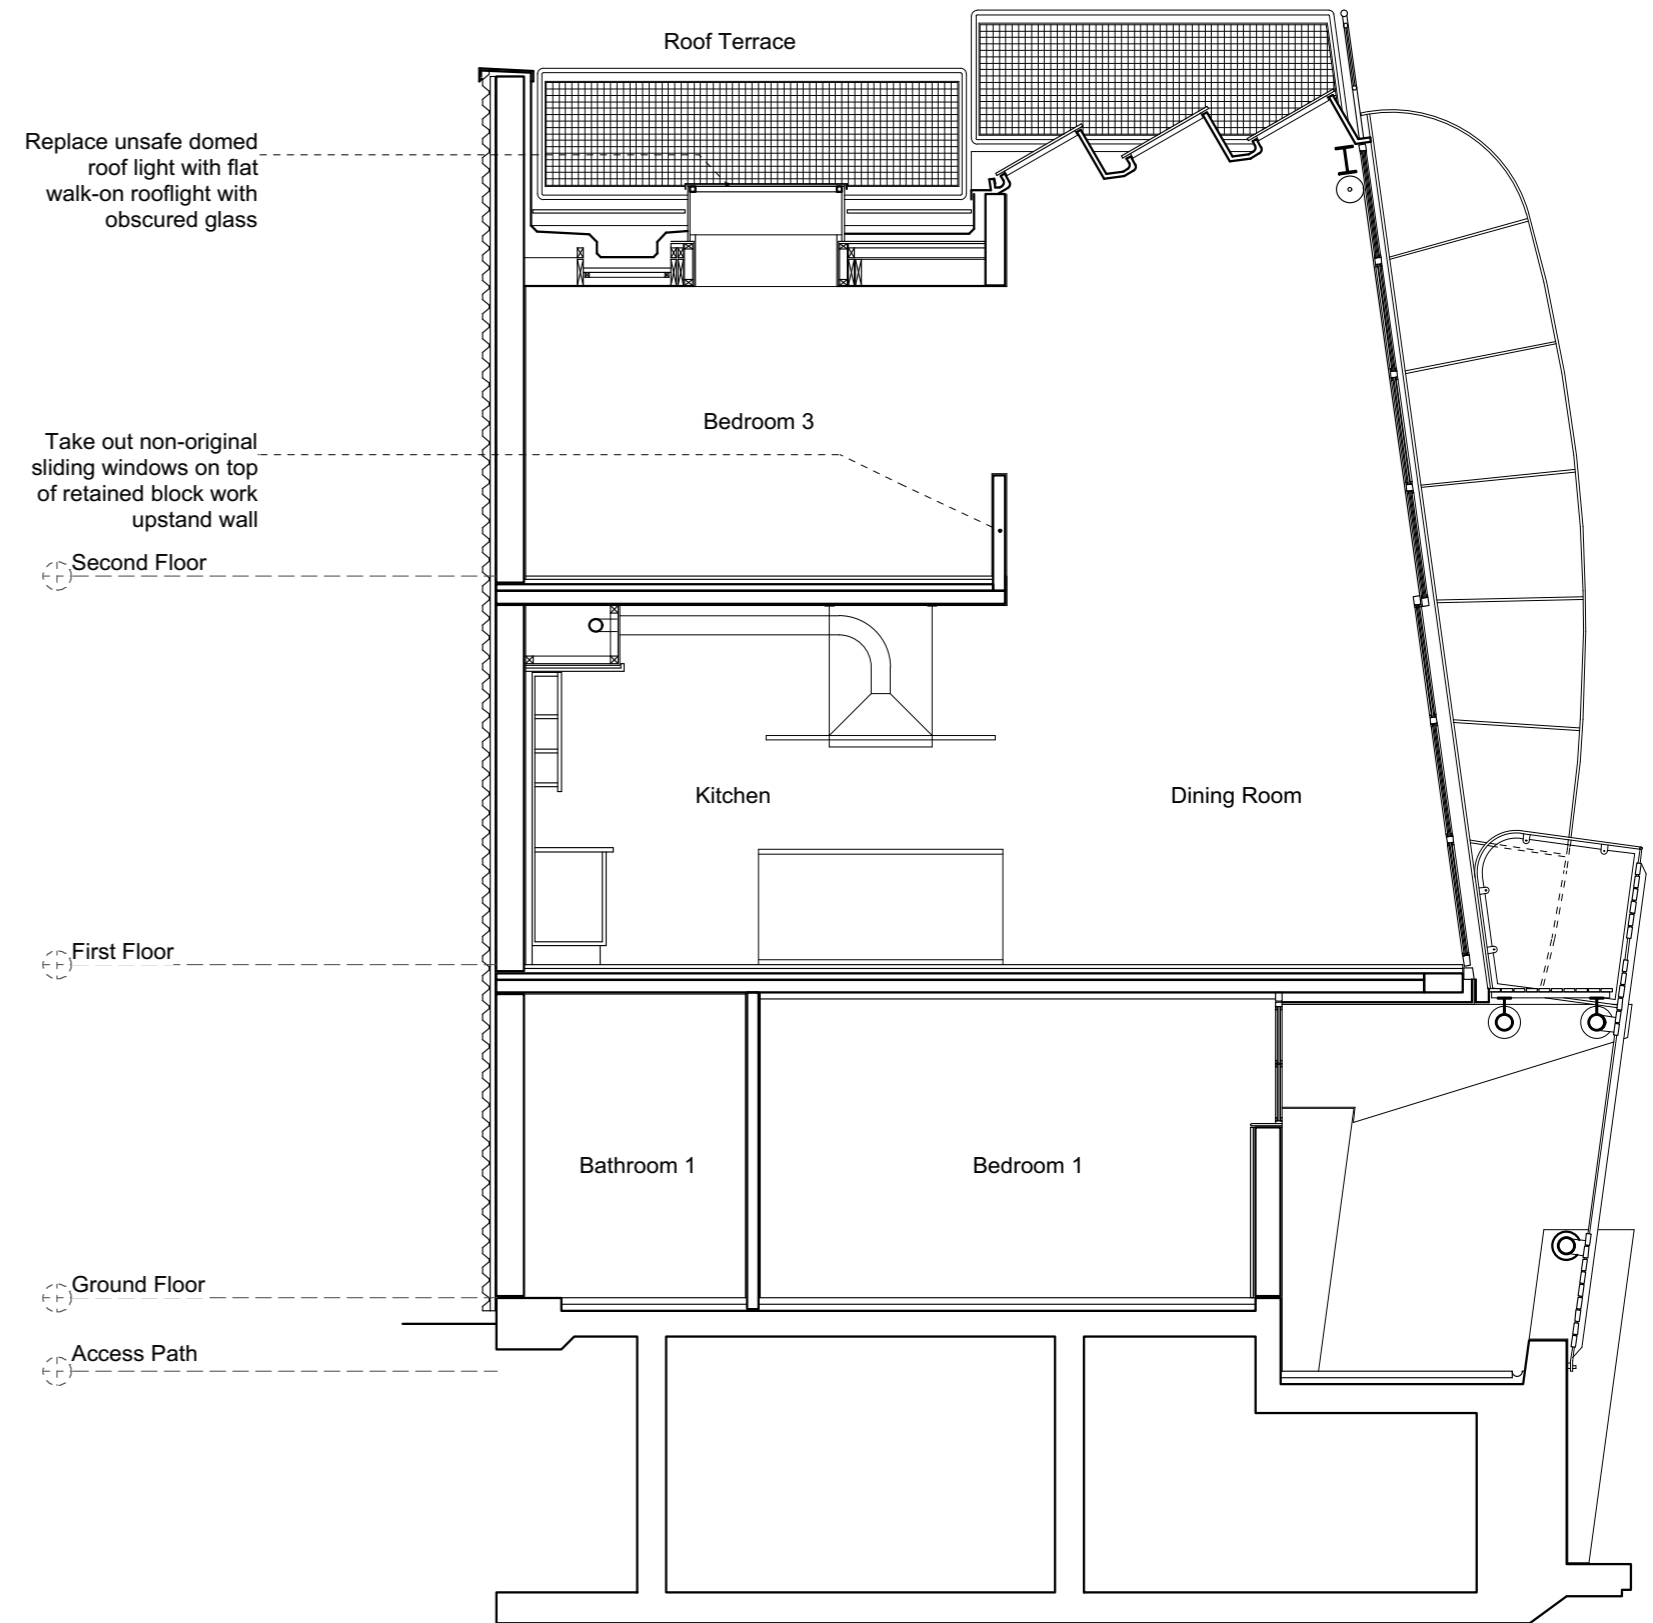 Roof Terrace
Replace unsafe domed
roof light with flat
walk-on rooflight with
obscured glass
Bedroom 3
Take out non-original
sliding windows on top
of retained block work
upstand wall
Second Floor
Kitchen
Dining Room
First Floor
Bathroom 1
Bedroom 1
Ground Floor
Access Path